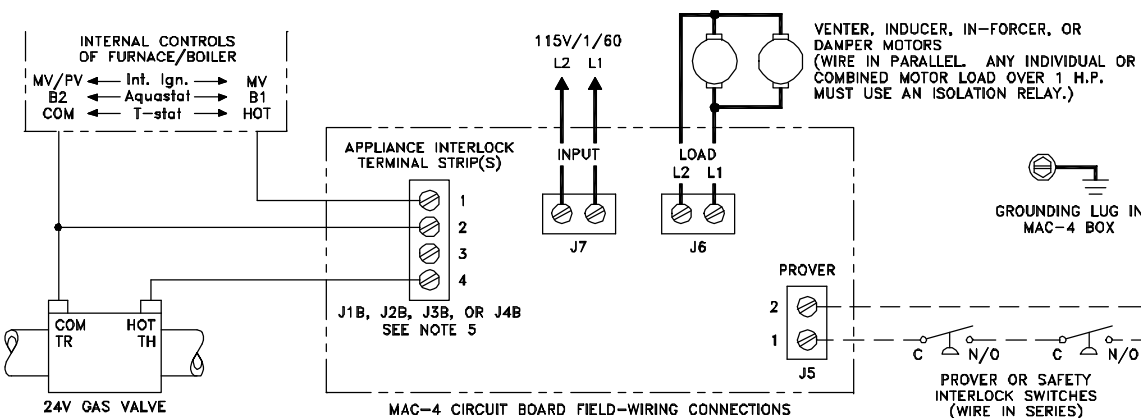 INTERNAL CONTROLS
OF FURNACE/BOILER
MV/PV Int. Ign. MV
B2 Aquastat B1
COM T-stat HOT
115V/1/60
L2 L1
VENTER, INDUCER, IN-FORCER, OR
DAMPER MOTORS
(WIRE IN PARALLEL. ANY INDIVIDUAL OR
COMBINED MOTOR LOAD OVER 1 H.P.
MUST USE AN ISOLATION RELAY.)
APPLIANCE INTERLOCK
TERMINAL STRIP(S)
1
2
3
4
J1B, J2B, J3B, OR J4B
SEE NOTE 5
INPUT
J7
LOAD
L2 L1
J6
GROUNDING LUG IN
MAC-4 BOX
PROVER
2
1
J5
C N/O
C N/O
PROVER OR SAFETY
INTERLOCK SWITCHES
(WIRE IN SERIES)
COM HOT
TR TH
24V GAS VALVE
MAC-4 CIRCUIT BOARD FIELD-WIRING CONNECTIONS